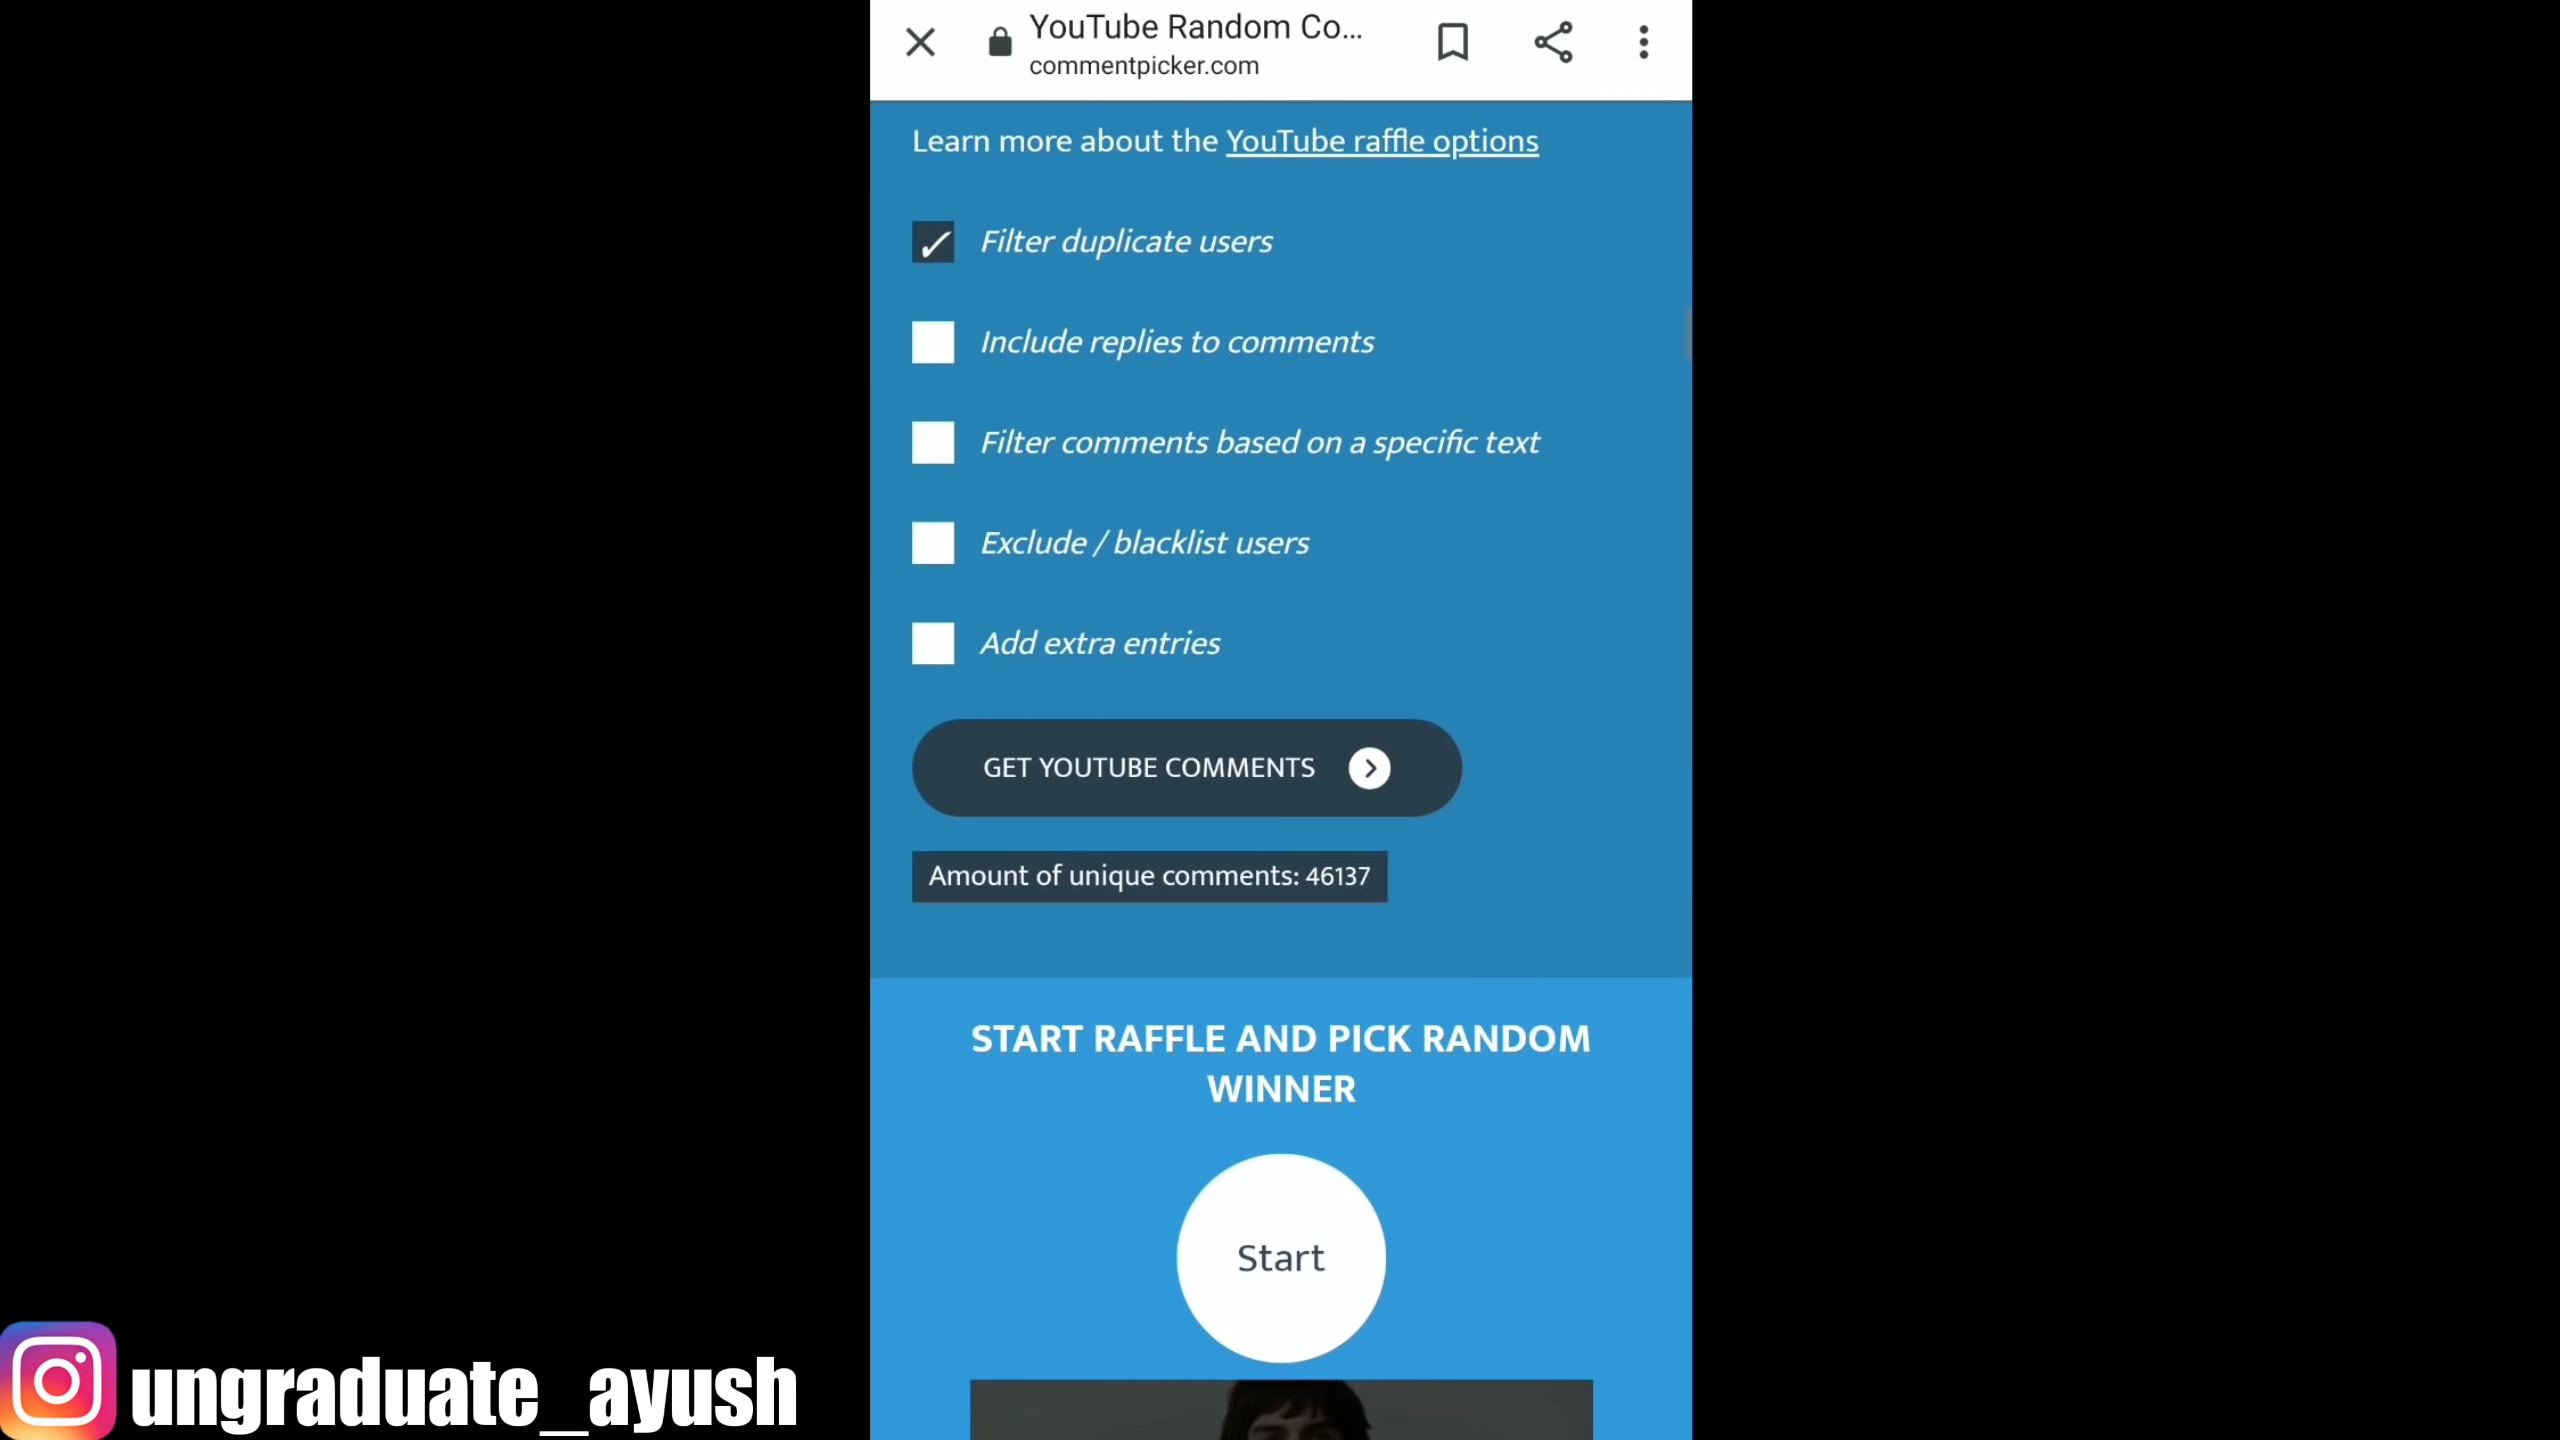 YouTube Random Co...
commentpicker.com
Learn more about the YouTube raffle options
Filter duplicate users
Include replies to comments
Filter comments based on a specific text
Exclude / blacklist users
Add extra entries
GET YOUTUBE COMMENTS
Amount of unique comments: 46137
START RAFFLE AND PICK RANDOM
WINNER
Start
ungraduate_ayush